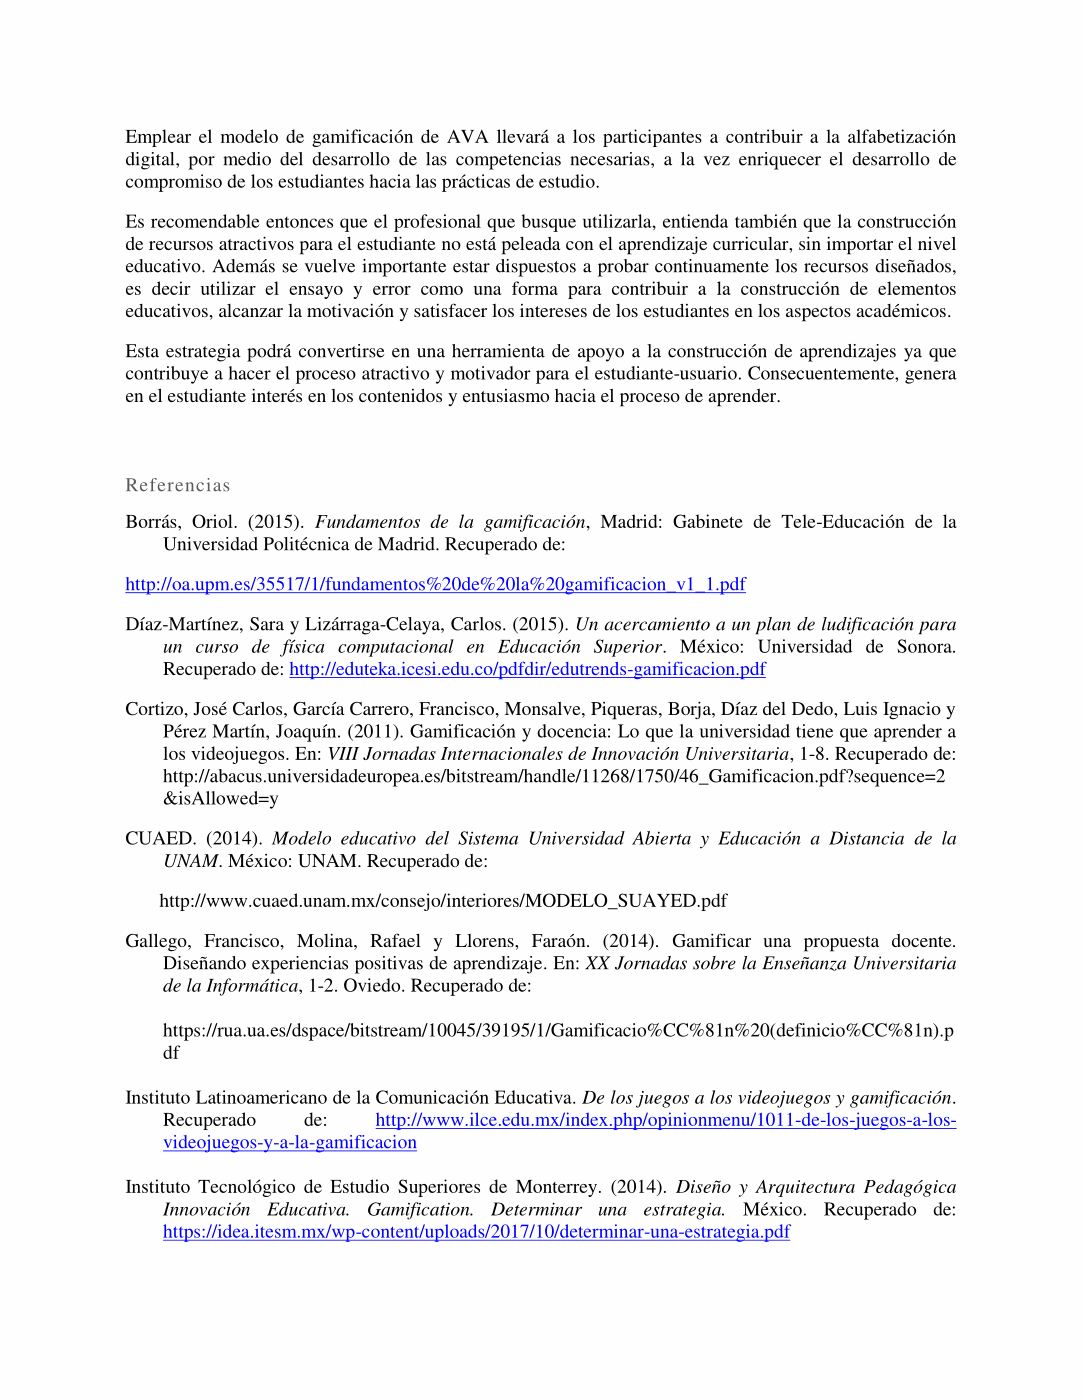 Emplear el modelo de gamificación de AVA llevará a los participantes a contribuir a la alfabetización
digital, por medio del desarrollo de las competencias necesarias, a la vez enriquecer el desarrollo de
compromiso de los estudiantes hacia las prácticas de estudio.
Es recomendable entonces que el profesional que busque utilizarla, entienda también que la construcción
de recursos atractivos para el estudiante no está peleada con el aprendizaje curricular, sin importar el nivel
educativo. Además se vuelve importante estar dispuestos a probar continuamente los recursos diseñados,
es decir utilizar el ensayo y error como una forma para contribuir a la construcción de elementos
educativos, alcanzar la motivación y satisfacer los intereses de los estudiantes en los aspectos académicos.
Esta estrategia podrá convertirse en una herramienta de apoyo a la construcción de aprendizajes ya que
contribuye a hacer el proceso atractivo y motivador para el estudiante-usuario. Consecuentemente, genera
en el estudiante interés en los contenidos y entusiasmo hacia el proceso de aprender.
Referencias
Borrás, Oriol. (2015). Fundamentos de la gamificación, Madrid: Gabinete de Tele-Educación de la
Universidad Politécnica de Madrid. Recuperado de:
http://oa.upm.es/35517/1/fundamentos%20de%20la%20gamificacion_v1_1.pdf
Díaz-Martínez, Sara y Lizárraga-Celaya, Carlos. (2015). Un acercamiento a un plan de ludificación para
un curso de física computacional en Educación Superior. México: Universidad de Sonora.
Recuperado de: http://eduteka.icesi.edu.co/pdfdir/edutrends-gamificacion.pdf
Cortizo, José Carlos, García Carrero, Francisco, Monsalve, Piqueras, Borja, Díaz del Dedo, Luis Ignacio y
Pérez Martín, Joaquín. (2011). Gamificación y docencia: Lo que la universidad tiene que aprender a
los videojuegos. En: VIII Jornadas Internacionales de Innovación Universitaria, 1-8. Recuperado de:
http://abacus.universidadeuropea.es/bitstream/handle/11268/1750/46_Gamificacion.pdf?sequence=2
&isAllowed=y
CUAED. (2014). Modelo educativo del Sistema Universidad Abierta y Educación a Distancia de la
UNAM. México: UNAM. Recuperado de:
http://www.cuaed.unam.mx/consejo/interiores/MODELO_SUAYED.pdf
Gallego, Francisco, Molina, Rafael y Llorens, Faraón. (2014). Gamificar una propuesta docente.
Diseñando experiencias positivas de aprendizaje. En: XX Jornadas sobre la Enseñanza Universitaria
de la Informática, 1-2. Oviedo. Recuperado de:
https://rua.ua.es/dspace/bitstream/10045/39195/1/Gamificacio%CC%81n%20(definicio%CC%81n).p
df
Instituto Latinoamericano de la Comunicación Educativa. De los juegos a los videojuegos y gamificación.
Recuperado de: http://www.ilce.edu.mx/index.php/opinionmenu/1011-de-los-juegos-a-los-
videojuegos-y-a-la-gamificacion
Instituto Tecnológico de Estudio Superiores de Monterrey. (2014). Diseño y Arquitectura Pedagógica
Innovación Educativa. Gamification. Determinar una estrategia. México. Recuperado de:
https://idea.itesm.mx/wp-content/uploads/2017/10/determinar-una-estrategia.pdf